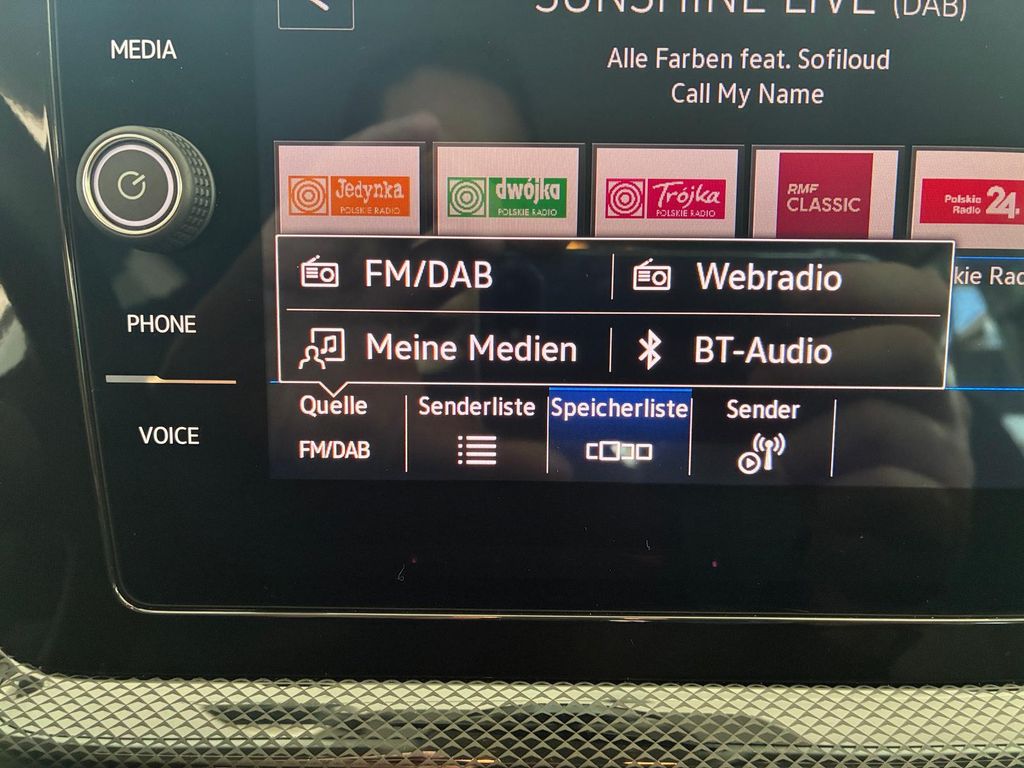 SUNSHINE LIVE (DAB)
MEDIA
Alle Farben feat. Sofiloud
Call My Name
Jedynka
POLSKIE RADIO
dwójka
POLSKIE RADIO
Trójka
POLSKIE RADIO
RMF
CLASSIC
Polskie
Radio 24
FM/DAB
Webradio
kie Rad
PHONE
Meine Medien
BT-Audio
Quelle
Senderliste
Speicherliste
Sender
FM/DAB
VOICE